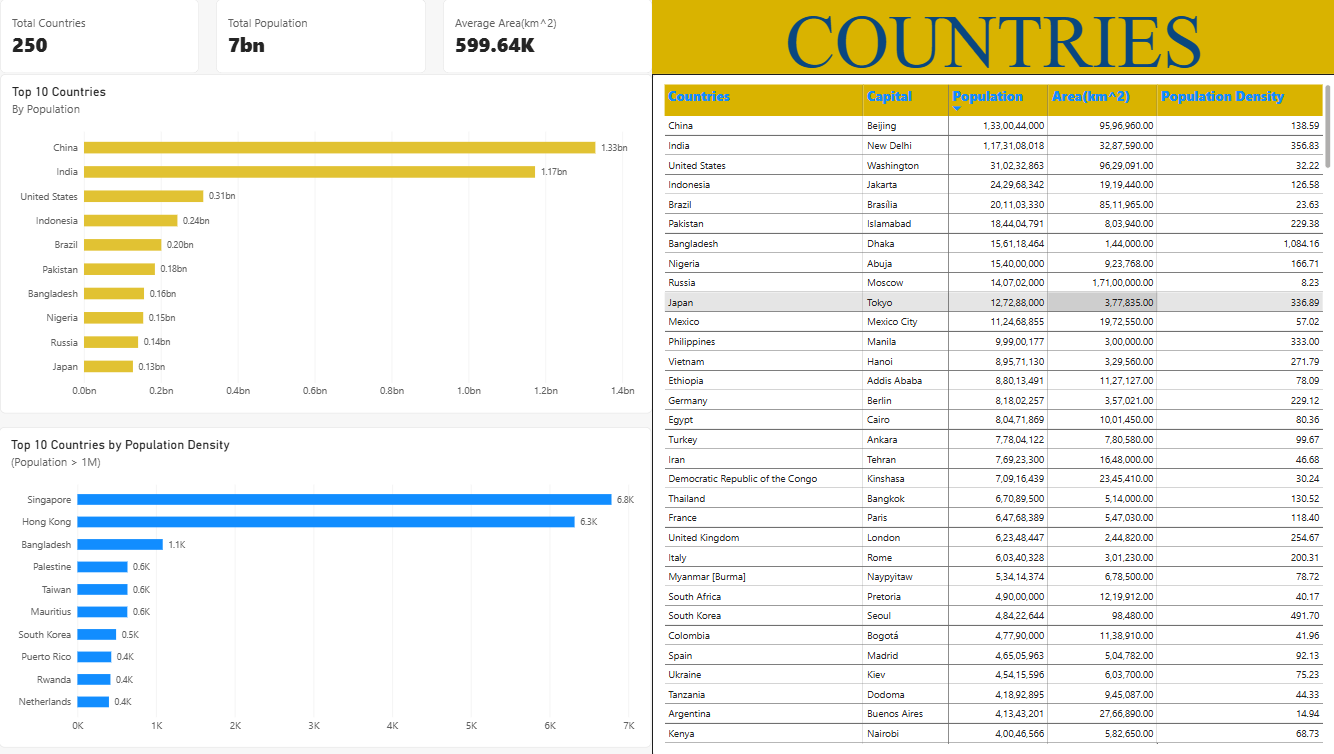 Total Countries
250
Total Population
7bn
Average Area(km^2)
599.64K
COUNTRIES
Top 10 Countries
By Population
China 1.33bn
India 1.17bn
United States 0.31bn
Indonesia 0.24bn
Brazil 0.20bn
Pakistan 0.18bn
Bangladesh 0.16bn
Nigeria 0.15bn
Russia 0.14bn
Japan 0.13bn
0.0bn 0.2bn 0.4bn 0.6bn 0.8bn 1.0bn 1.2bn 1.4bn
Top 10 Countries by Population Density
(Population > 1M)
Singapore 6.8K
Hong Kong 6.3K
Bangladesh 1.1K
Palestine 0.6K
Taiwan 0.6K
Mauritius 0.6K
South Korea 0.5K
Puerto Rico 0.4K
Rwanda 0.4K
Netherlands 0.4K
0K 1K 2K 3K 4K 5K 6K 7K
Countries Capital Population Area(km^2) Population Density
China Beijing 1,33,00,44,000 95,96,960.00 138.59
India New Delhi 1,17,31,08,018 32,87,590.00 356.83
United States Washington 31,02,32,863 96,29,091.00 32.22
Indonesia Jakarta 24,29,68,342 19,19,440.00 126.58
Brazil Brasília 20,11,03,330 85,11,965.00 23.63
Pakistan Islamabad 18,44,04,791 8,03,940.00 229.38
Bangladesh Dhaka 15,61,18,464 1,44,000.00 1,084.16
Nigeria Abuja 15,40,00,000 9,23,768.00 166.71
Russia Moscow 14,07,02,000 1,71,00,000.00 8.23
Japan Tokyo 12,72,88,000 3,77,835.00 336.89
Mexico Mexico City 11,24,68,855 19,72,550.00 57.02
Philippines Manila 9,99,00,177 3,00,000.00 333.00
Vietnam Hanoi 8,95,71,130 3,29,560.00 271.79
Ethiopia Addis Ababa 8,80,13,491 11,27,127.00 78.09
Germany Berlin 8,18,02,257 3,57,021.00 229.12
Egypt Cairo 8,04,71,869 10,01,450.00 80.36
Turkey Ankara 7,78,04,122 7,80,580.00 99.67
Iran Tehran 7,69,23,300 16,48,000.00 46.68
Democratic Republic of the Congo Kinshasa 7,09,16,439 23,45,410.00 30.24
Thailand Bangkok 6,70,89,500 5,14,000.00 130.52
France Paris 6,47,68,389 5,47,030.00 118.40
United Kingdom London 6,23,48,447 2,44,820.00 254.67
Italy Rome 6,03,40,328 3,01,230.00 200.31
Myanmar [Burma] Naypyitaw 5,34,14,374 6,78,500.00 78.72
South Africa Pretoria 4,90,00,000 12,19,912.00 40.17
South Korea Seoul 4,84,22,644 98,480.00 491.70
Colombia Bogotá 4,77,90,000 11,38,910.00 41.96
Spain Madrid 4,65,05,963 5,04,782.00 92.13
Ukraine Kiev 4,54,15,596 6,03,700.00 75.23
Tanzania Dodoma 4,18,92,895 9,45,087.00 44.33
Argentina Buenos Aires 4,13,43,201 27,66,890.00 14.94
Kenya Nairobi 4,00,46,566 5,82,650.00 68.73